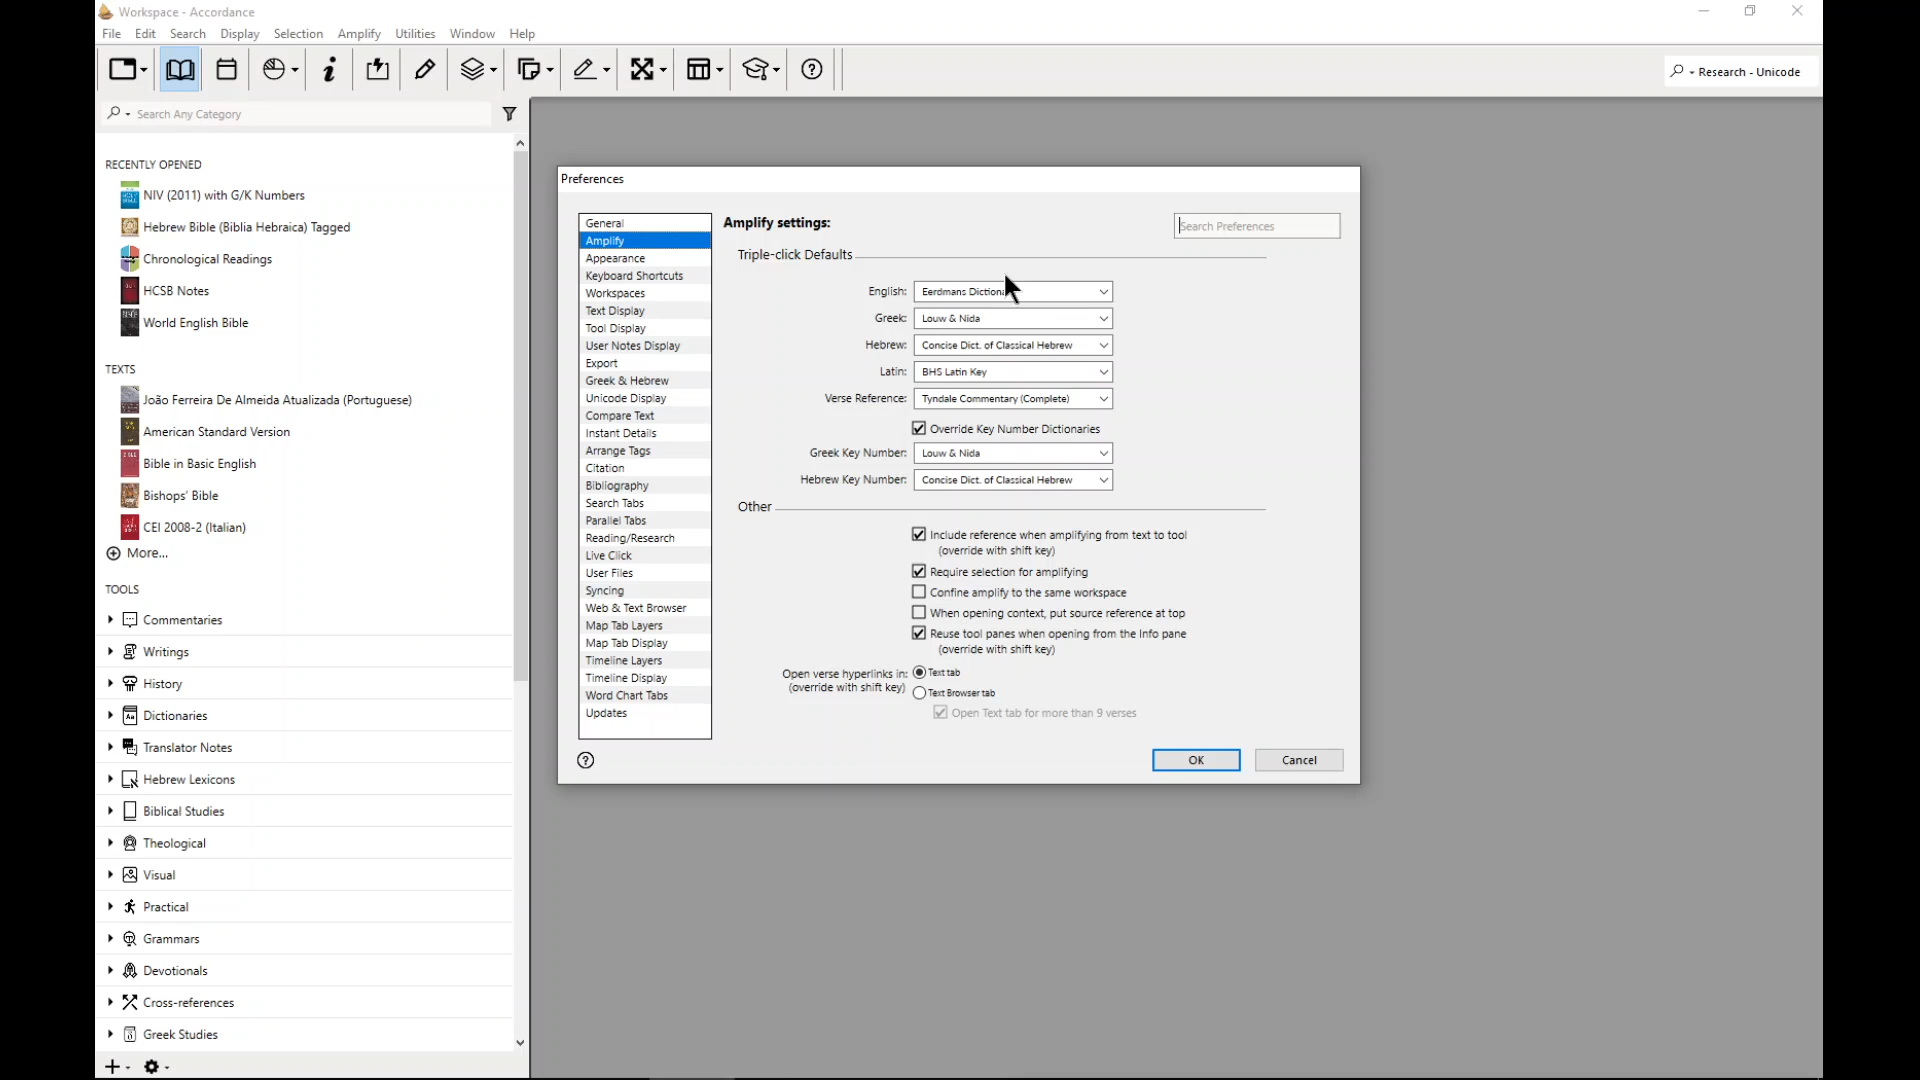 Workspace - Accordance
File Edit Search Display Selection Amplify Utilities Window Help
Research - Unicode
Search Any Category
RECENTLY OPENED
NIV (2011) with G/K Numbers
Hebrew Bible (Biblia Hebraica) Tagged
Chronological Readings
HCSB Notes
World English Bible
TEXTS
João Ferreira De Almeida Atualizada (Portuguese)
American Standard Version
Bible in Basic English
Bishops' Bible
CEI 2008-2 (Italian)
More...
TOOLS
Commentaries
Writings
History
Dictionaries
Translator Notes
Hebrew Lexicons
Biblical Studies
Theological
Visual
Practical
Grammars
Devotionals
Cross-references
Greek Studies
Preferences
General
Amplify
Appearance
Keyboard Shortcuts
Workspaces
Text Display
Tool Display
User Notes Display
Export
Greek & Hebrew
Unicode Display
Compare Text
Instant Details
Arrange Tags
Citation
Bibliography
Search Tabs
Parallel Tabs
Reading/Research
Live Click
User Files
Syncing
Web & Text Browser
Map Tab Layers
Map Tab Display
Timeline Layers
Timeline Display
Word Chart Tabs
Updates
Amplify settings:
Search Preferences
Triple-click Defaults
English: Eerdmans
Greek: Louw & Nida
Hebrew: Concise Dict. of Classical Hebrew
Latin: BHS Latin Key
Verse Reference: Tyndale Commentary (Complete)
Override Key Number Dictionaries
Greek Key Number: Louw & Nida
Hebrew Key Number: Concise Dict. of Classical Hebrew
Other
Include reference when amplifying from text to tool
(override with shift key)
Require selection for amplifying
Confine amplify to the same workspace
When opening context, put source reference at top
Reuse tool panes when opening from the Info pane
(override with shift key)
Open verse hyperlinks in: Text tab
(override with shift key) Text Browser tab
Open Text tab for more than 9 verses
OK Cancel